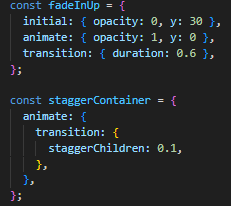 const fadeInUp = {
  initial: { opacity: 0, y: 30 },
  animate: { opacity: 1, y: 0 },
  transition: { duration: 0.6 },
};

const staggerContainer = {
  animate: {
    transition: {
      staggerChildren: 0.1,
    },
  },
};